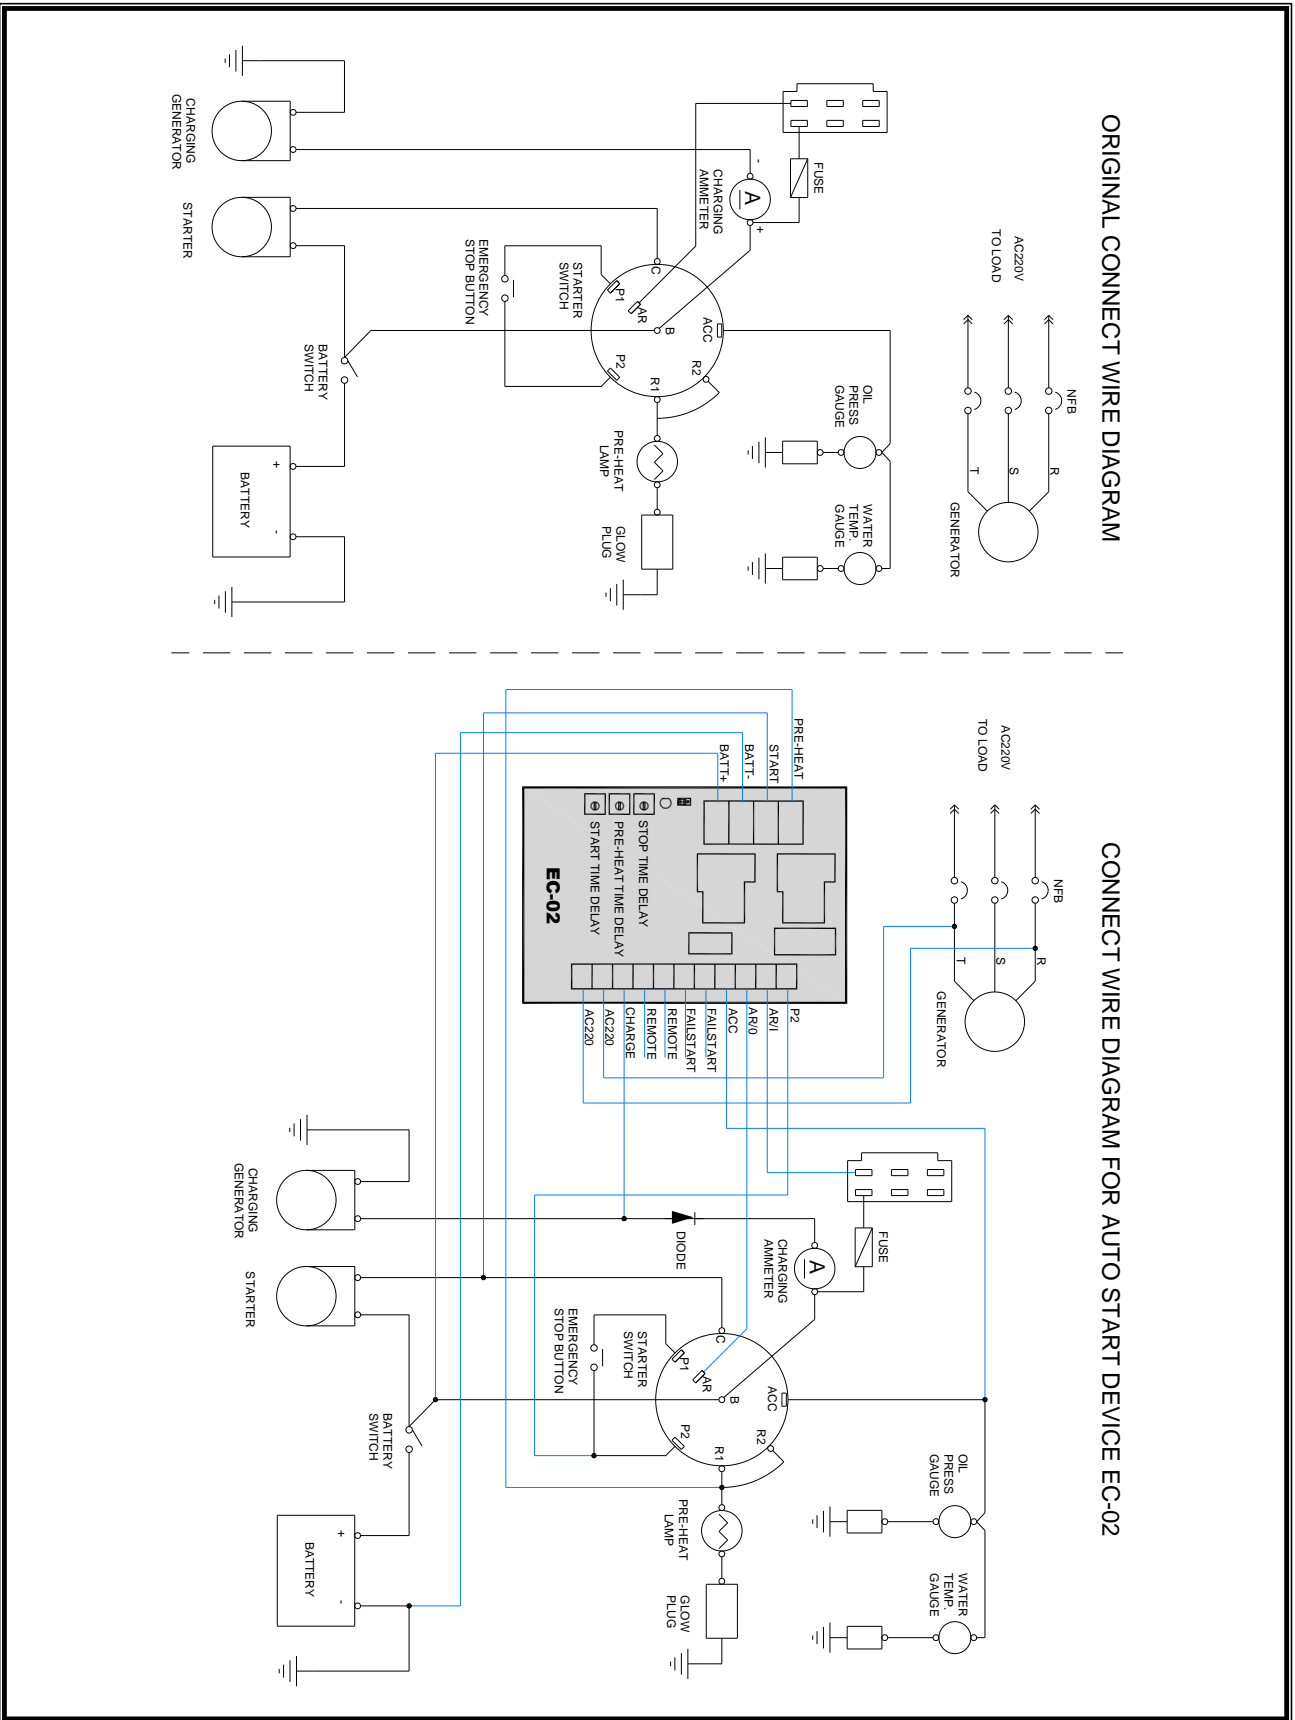 ORIGINAL CONNECT WIRE DIAGRAM
AC220V
TO LOAD
NFB
R
S
T
GENERATOR
FUSE
CHARGING
AMMETER
A
-
+
CHARGING
GENERATOR
STARTER
EMERGENCY
STOP BUTTON
STARTER
SWITCH
C
P1
AR
B
ACC
P2
R1
R2
OIL
PRESS
GAUGE
WATER
TEMP.
GAUGE
PRE-HEAT
LAMP
GLOW
PLUG
BATTERY
SWITCH
+
-
BATTERY
CONNECT WIRE DIAGRAM FOR AUTO START DEVICE EC-02
AC220V
TO LOAD
NFB
R
S
T
GENERATOR
PRE-HEAT
START
BATT-
BATT+
STOP TIME DELAY
PRE-HEAT TIME DELAY
START TIME DELAY
EC-02
P2
AR/I
AR/0
ACC
FAILSTART
FAILSTART
REMOTE
REMOTE
CHARGE
AC220
AC220
FUSE
CHARGING
AMMETER
A
DIODE
CHARGING
GENERATOR
STARTER
EMERGENCY
STOP BUTTON
STARTER
SWITCH
C
P1
AR
B
ACC
P2
R1
R2
OIL
PRESS
GAUGE
WATER
TEMP.
GAUGE
PRE-HEAT
LAMP
GLOW
PLUG
BATTERY
SWITCH
+
-
BATTERY